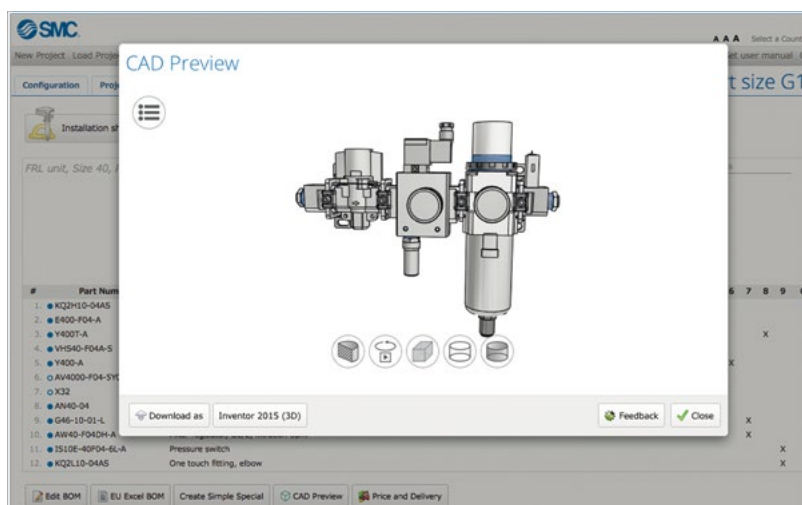 SMC
A A A Select a Count
New Project Load Proje
et user manual
CAD Preview
Configuration Proj
t size G1
Installation sh
FRL unit, Size 40,
# Part Num
6 7 8 9
1. KQ2H10-04AS
2. E400-F04-A
3. Y400T-A X
4. VHS40-F04A-S
5. Y400-A X
6. AV4000-F04-5YO
7. X32
8. AN40-04
9. G46-10-01-L X
10. AW40-F04DH-A X
11. IS10E-40F04-6L-A Pressure switch X
12. KQ2L10-04AS One touch fitting, elbow X
Download as Inventor 2015 (3D) Feedback Close
Edit BOM EU Excel BOM Create Simple Special CAD Preview Price and Delivery